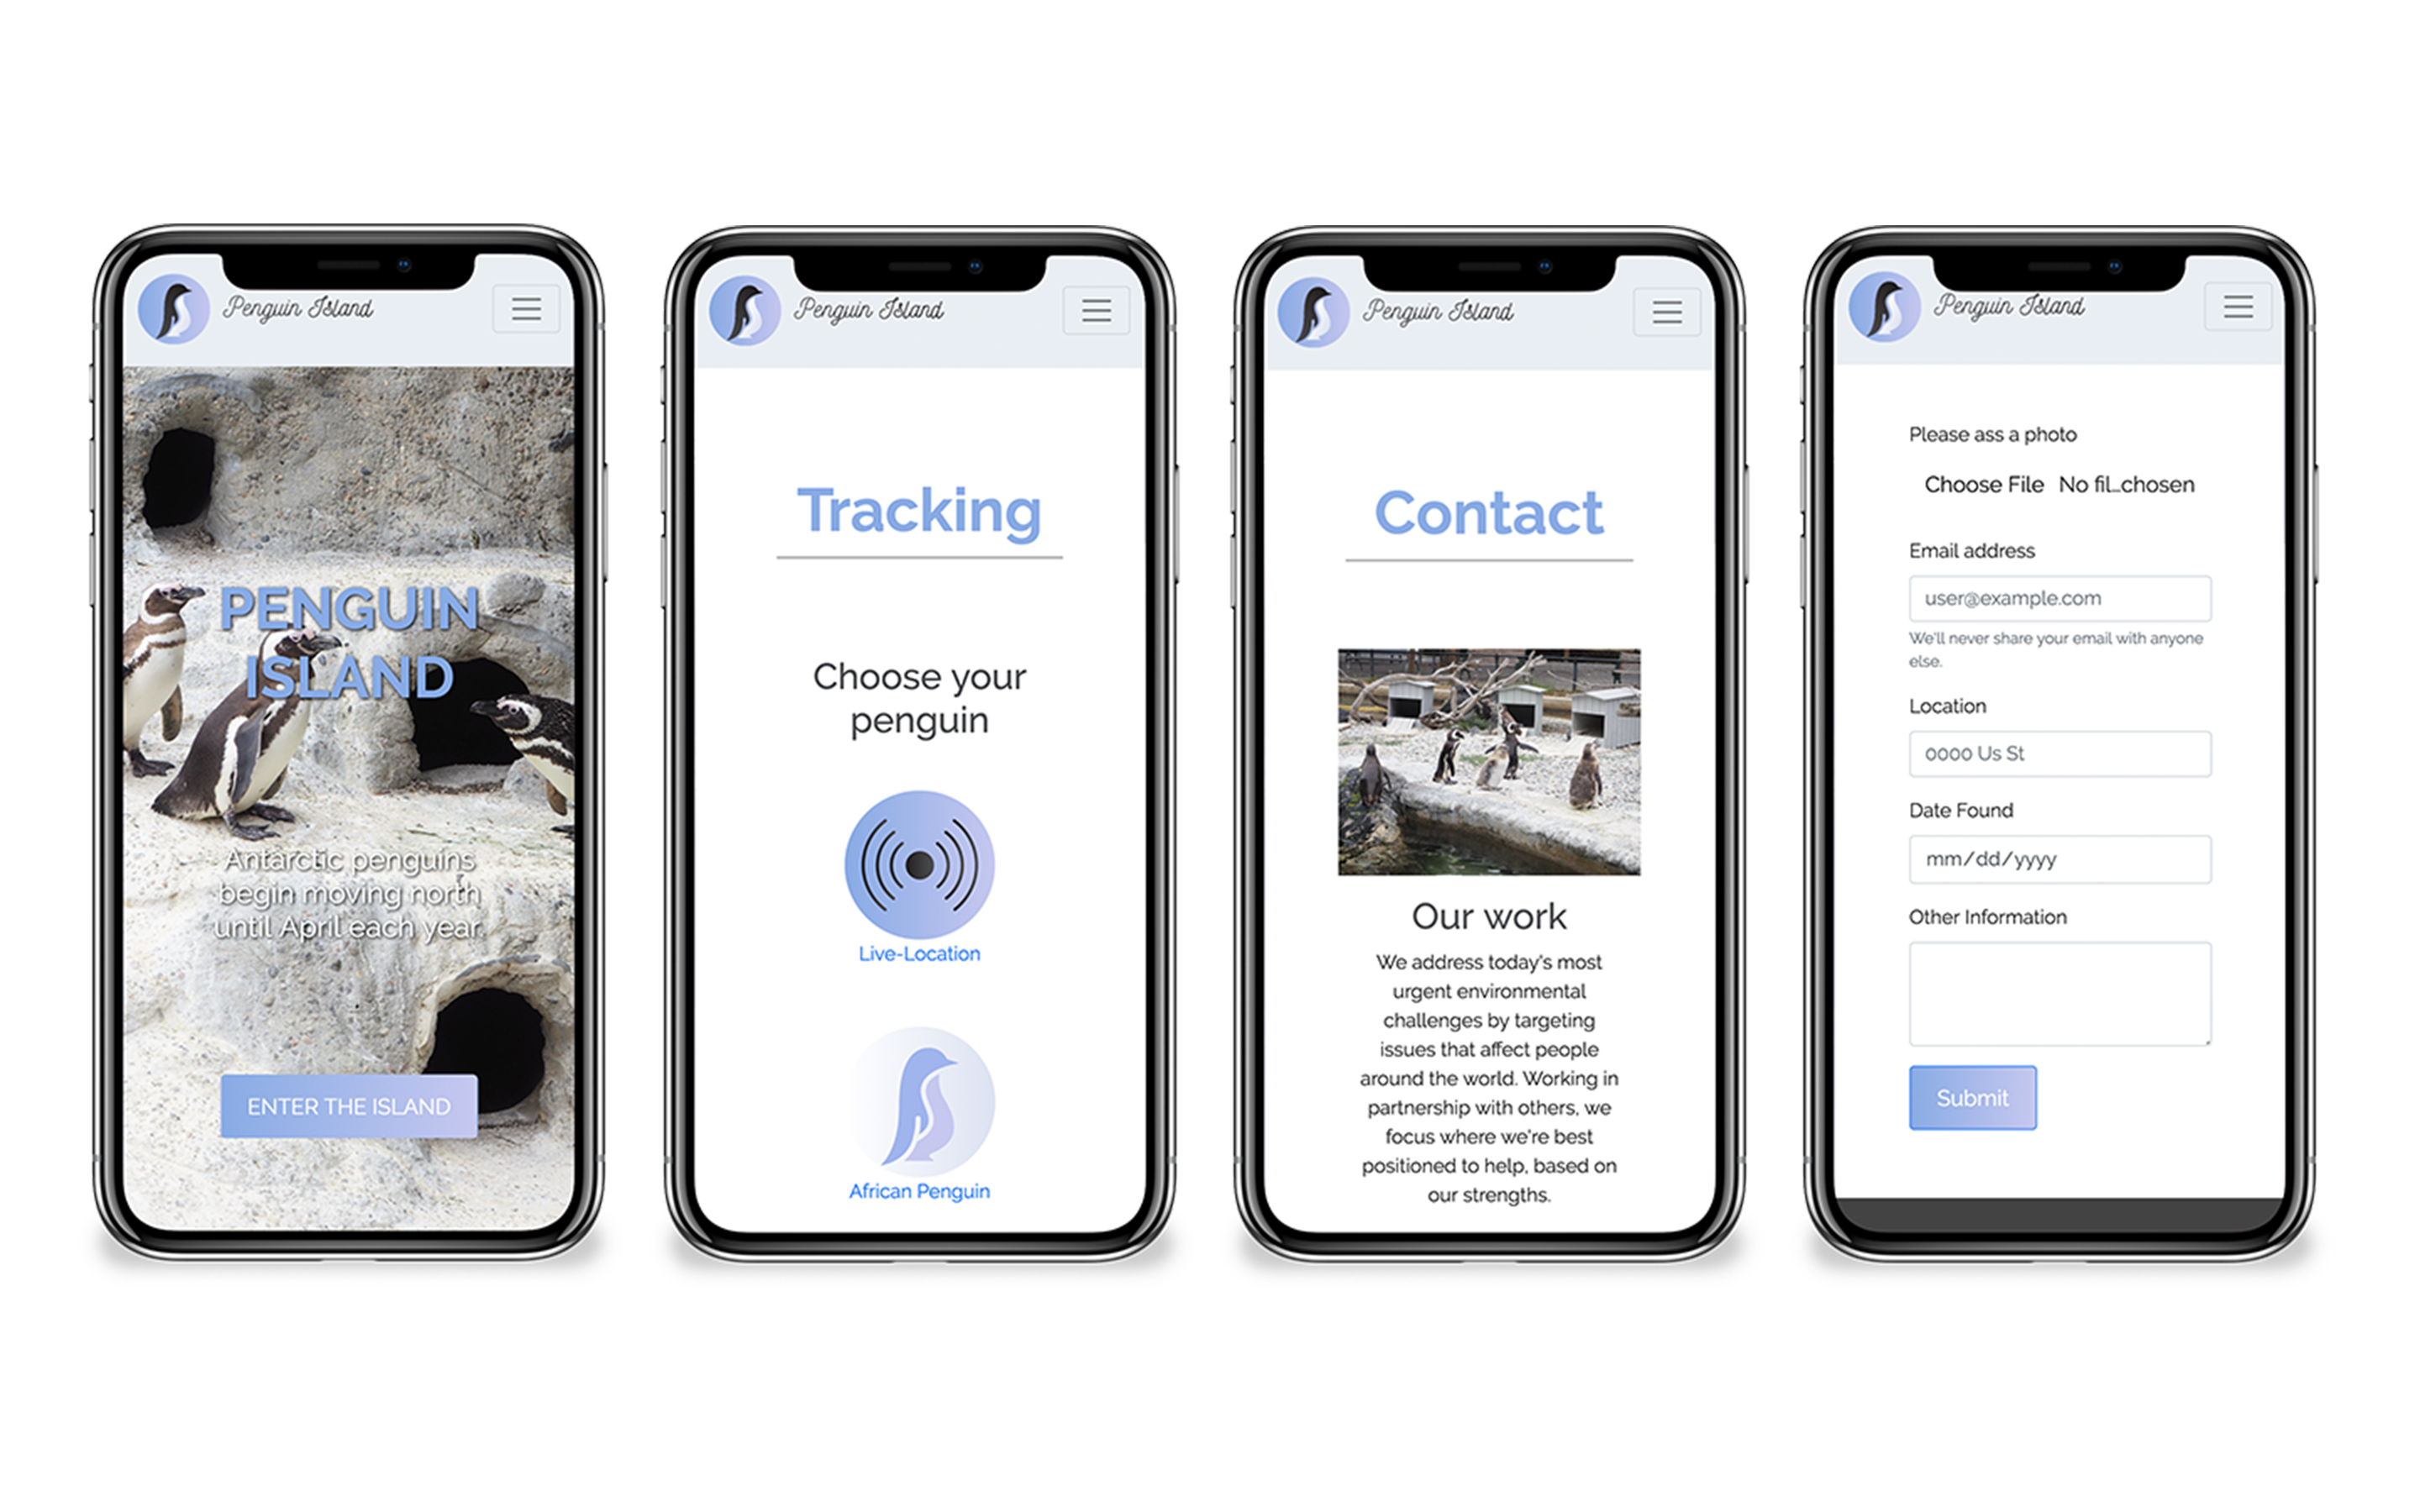 Penguin Island
PENGUIN
ISLAND
Antarctic penguins
begin moving north
until April each year.
ENTER THE ISLAND
Penguin Island
Tracking
Choose your
penguin
Live-Location
African Penguin
Penguin Island
Contact
Our work
We address today's most
urgent environmental
challenges by targeting
issues that affect people
around the world. Working in
partnership with others, we
focus where we're best
positioned to help, based on
our strengths.
Penguin Island
Please ass a photo
Choose File No fil...chosen
Email address
user@example.com
We'll never share your email with anyone
else.
Location
0000 Us St
Date Found
mm/dd/yyyy
Other Information
Submit